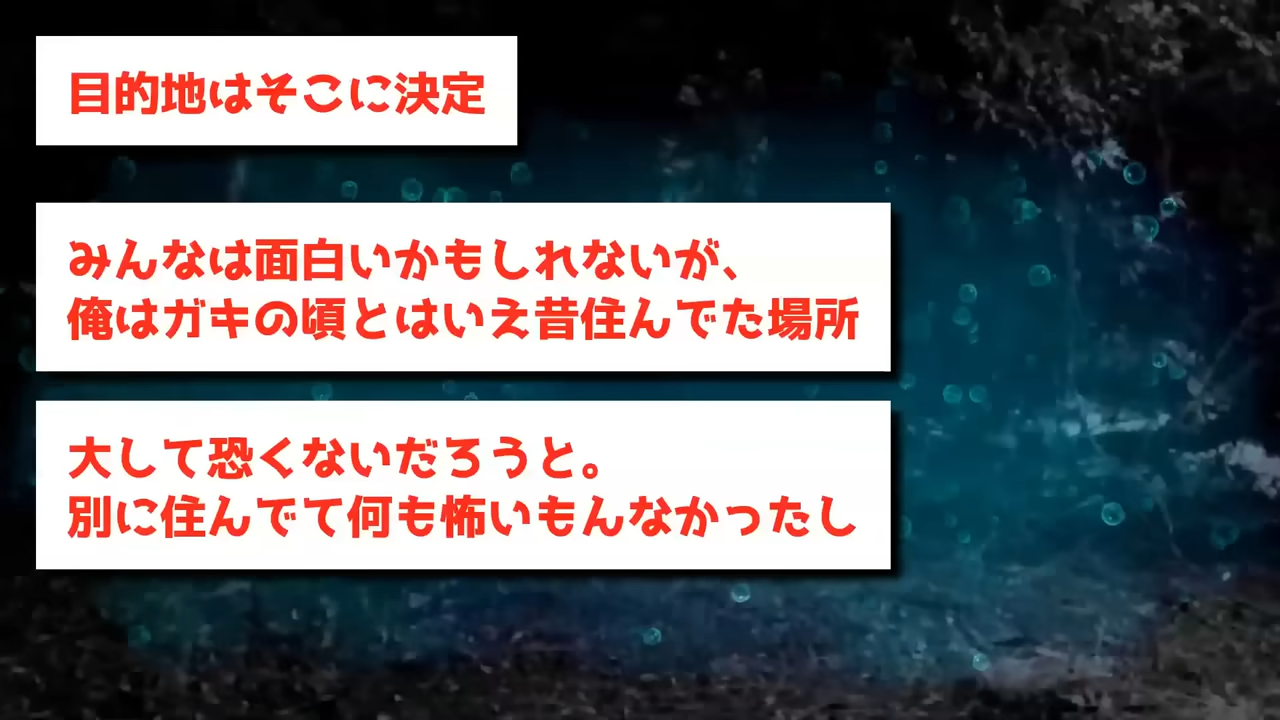 目的地はそこに決定
みんなは面白いかもしれないが、
俺はガキの頃とはいえ昔住んでた場所
大して恐くないだろうと。
別に住んでて何も怖いもんなかったし